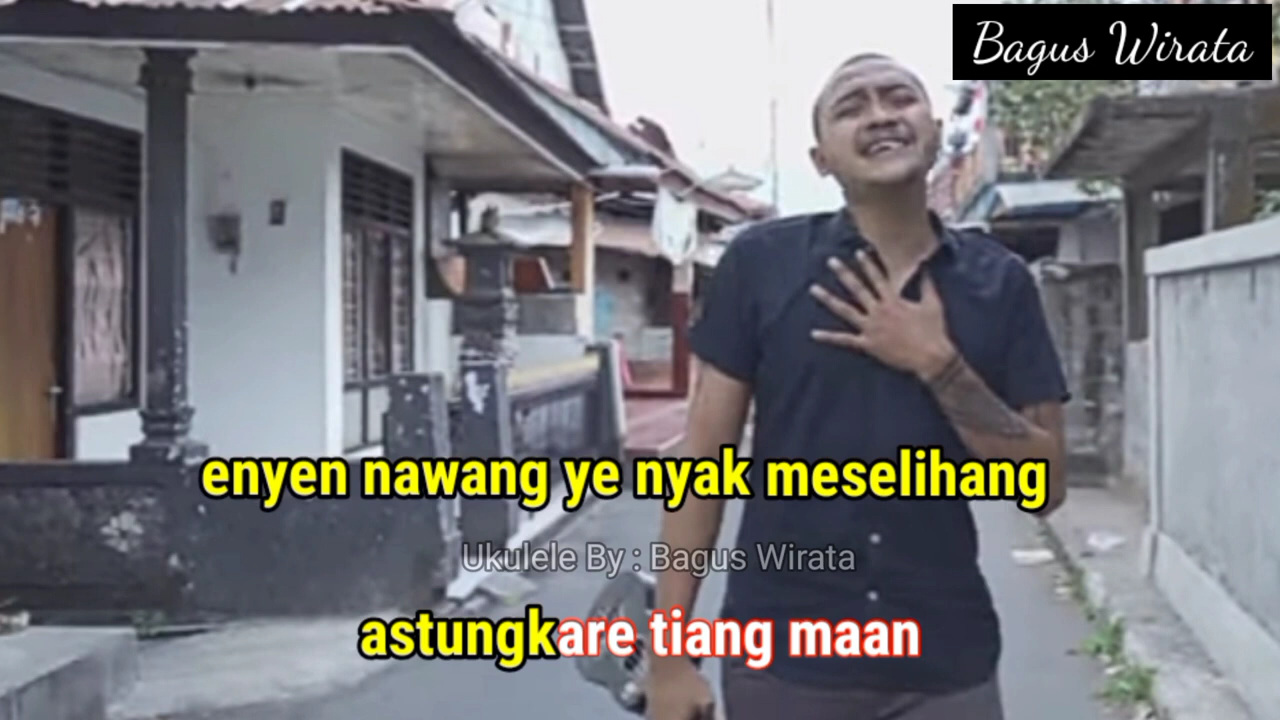 Bagus Wirata
enyen nawang ye nyak meselihang
Ukulele By : Bagus Wirata
astungkare tiang maan